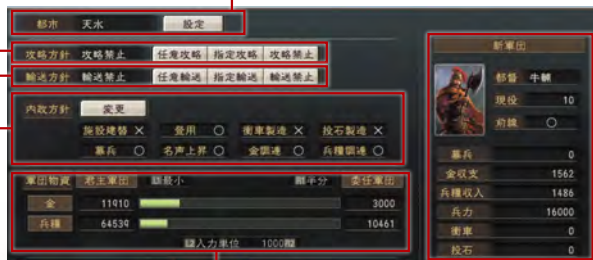 都市 天水 設定
攻略方針 攻略禁止 任意攻略 指定攻略 攻略禁止
輸送方針 輸送禁止 任意輸送 指定輸送 輸送禁止
内政方針 変更
施設建替 × 登用 ○ 衝車製造 × 投石製造 ×
募兵 ○ 名声上昇 ○ 金調達 ○ 兵糧調達 ○
軍団物資 君主軍団 最小 半分 委任軍団
金 11910 3000
兵糧 64539 10461
入力単位 1000
新軍団
都督 牛輔
現役 10
前線 ○
募兵 0
金収支 1562
兵糧収入 1486
兵力 16000
衝車 0
投石 0